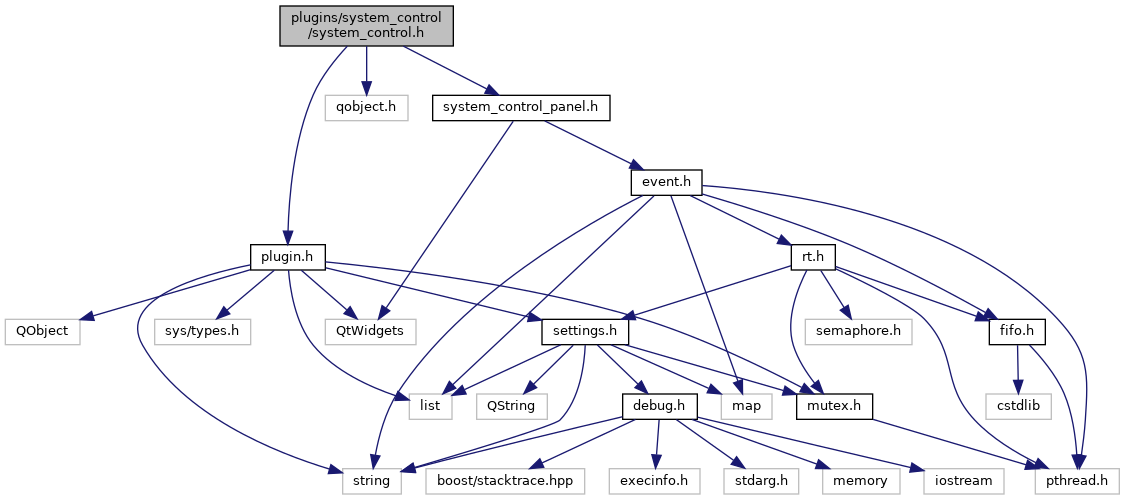 plugins/system_control
/system_control.h
qobject.h
system_control_panel.h
event.h
plugin.h
rt.h
QObject
sys/types.h
QtWidgets
settings.h
semaphore.h
fifo.h
list
QString
debug.h
map
mutex.h
cstdlib
string
boost/stacktrace.hpp
execinfo.h
stdarg.h
memory
iostream
pthread.h